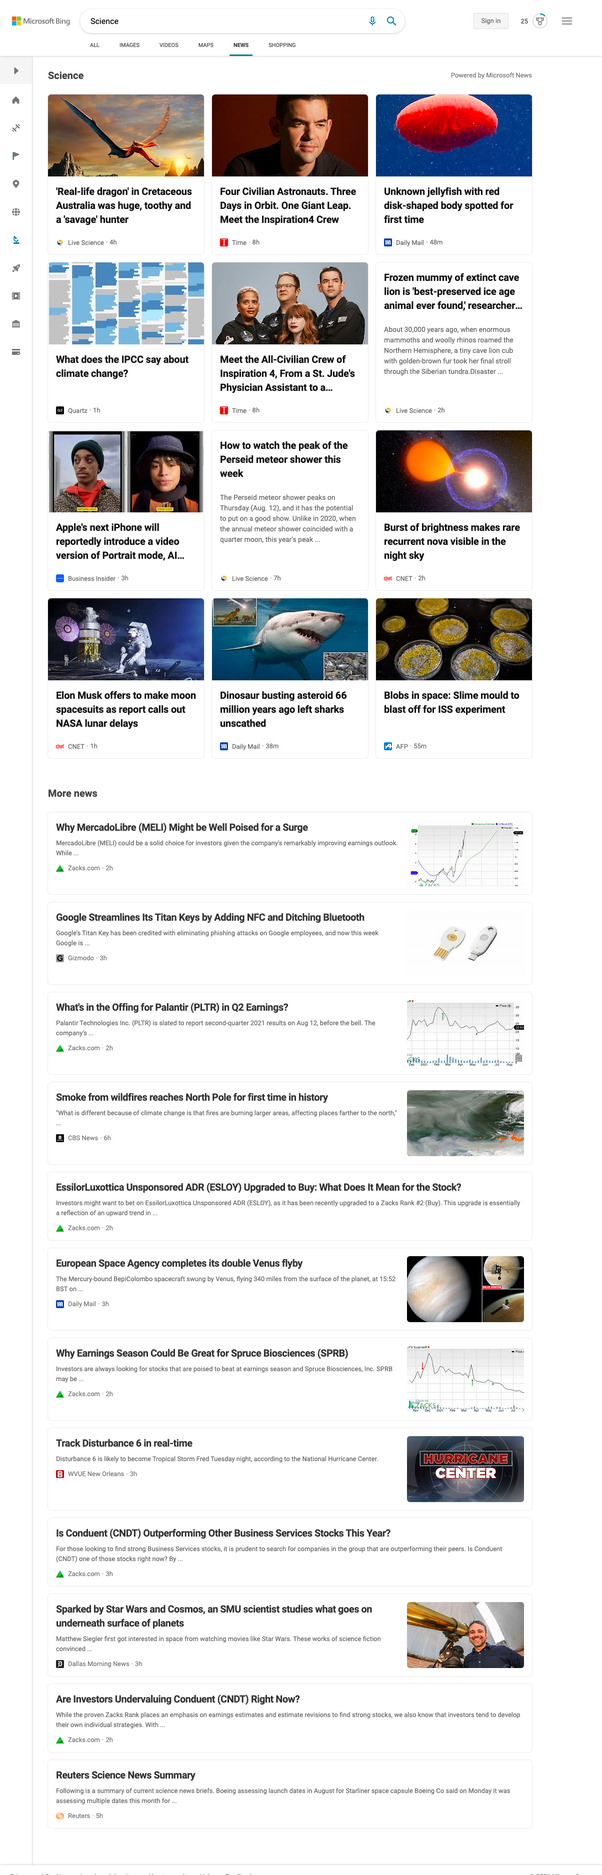 Microsoft Bing
Science
Sign in
25
ALL
IMAGES
VIDEOS
MAPS
NEWS
SHOPPING
Science
Powered by Microsoft News
'Real-life dragon' in Cretaceous
Australia was huge, toothy and
a 'savage' hunter
Live Science · 4h
Four Civilian Astronauts. Three
Days in Orbit. One Giant Leap.
Meet the Inspiration4 Crew
Time · 8h
Unknown jellyfish with red
disk-shaped body spotted for
first time
Daily Mail · 48m
What does the IPCC say about
climate change?
Quartz · 1h
Meet the All-Civilian Crew of
Inspiration 4, From a St. Jude's
Physician Assistant to a...
Time · 8h
Frozen mummy of extinct cave
lion is 'best-preserved ice age
animal ever found,' researcher...
About 30,000 years ago, when enormous
mammoths and woolly rhinos roamed the
Northern Hemisphere, a tiny cave lion cub
with golden-brown fur took her final stroll
through the Siberian tundra.Disaster ...
Live Science · 2h
Apple's next iPhone will
reportedly introduce a video
version of Portrait mode, AI...
Business Insider · 3h
How to watch the peak of the
Perseid meteor shower this
week
The Perseid meteor shower peaks on
Thursday (Aug. 12), and it has the potential
to put on a good show. Unlike in 2020, when
the annual meteor shower coincided with a
quarter moon, this year's peak ...
Live Science · 7h
Burst of brightness makes rare
recurrent nova visible in the
night sky
CNET · 2h
Elon Musk offers to make moon
spacesuits as report calls out
NASA lunar delays
CNET · 1h
Dinosaur busting asteroid 66
million years ago left sharks
unscathed
Daily Mail · 38m
Blobs in space: Slime mould to
blast off for ISS experiment
AFP · 55m
More news
Why MercadoLibre (MELI) Might be Well Poised for a Surge
MercadoLibre (MELI) could be a solid choice for investors given the company's remarkably improving earnings outlook.
While ...
Zacks.com · 2h
Google Streamlines Its Titan Keys by Adding NFC and Ditching Bluetooth
Google's Titan Key has been credited with eliminating phishing attacks on Google employees, and now this week
Google is ...
Gizmodo · 3h
What's in the Offing for Palantir (PLTR) in Q2 Earnings?
Palantir Technologies Inc. (PLTR) is slated to report second-quarter 2021 results on Aug 12, before the bell. The
company's ...
Zacks.com · 2h
Smoke from wildfires reaches North Pole for first time in history
"What is different because of climate change is that fires are burning larger areas, affecting places farther to the north,"
...
CBS News · 6h
EssilorLuxottica Unsponsored ADR (ESLOY) Upgraded to Buy: What Does It Mean for the Stock?
Investors might want to bet on EssilorLuxottica Unsponsored ADR (ESLOY), as it has been recently upgraded to a Zacks Rank #2 (Buy). This upgrade is essentially
a reflection of an upward trend in ...
Zacks.com · 2h
European Space Agency completes its double Venus flyby
The Mercury-bound BepiColombo spacecraft swung by Venus, flying 340 miles from the surface of the planet, at 15:52
BST on ...
Daily Mail · 3h
Why Earnings Season Could Be Great for Spruce Biosciences (SPRB)
Investors are always looking for stocks that are poised to beat at earnings season and Spruce Biosciences, Inc. SPRB
may be ...
Zacks.com · 2h
ZACKS
Track Disturbance 6 in real-time
Disturbance 6 is likely to become Tropical Storm Fred Tuesday night, according to the National Hurricane Center.
WVUE New Orleans · 3h
HURRICANE
CENTER
Is Conduent (CNDT) Outperforming Other Business Services Stocks This Year?
For those looking to find strong Business Services stocks, it is prudent to search for companies in the group that are outperforming their peers. Is Conduent
(CNDT) one of those stocks right now? By ...
Zacks.com · 3h
Sparked by Star Wars and Cosmos, an SMU scientist studies what goes on
underneath surface of planets
Matthew Siegler first got interested in space from watching movies like Star Wars. These works of science fiction
convinced ...
Dallas Morning News · 3h
Are Investors Undervaluing Conduent (CNDT) Right Now?
While the proven Zacks Rank places an emphasis on earnings estimates and estimate revisions to find strong stocks, we also know that investors tend to develop
their own individual strategies. With ...
Zacks.com · 2h
Reuters Science News Summary
Following is a summary of current science news briefs. Boeing assessing launch dates in August for Starliner space capsule Boeing Co said on Monday it was
assessing multiple dates this month for ...
Reuters · 5h